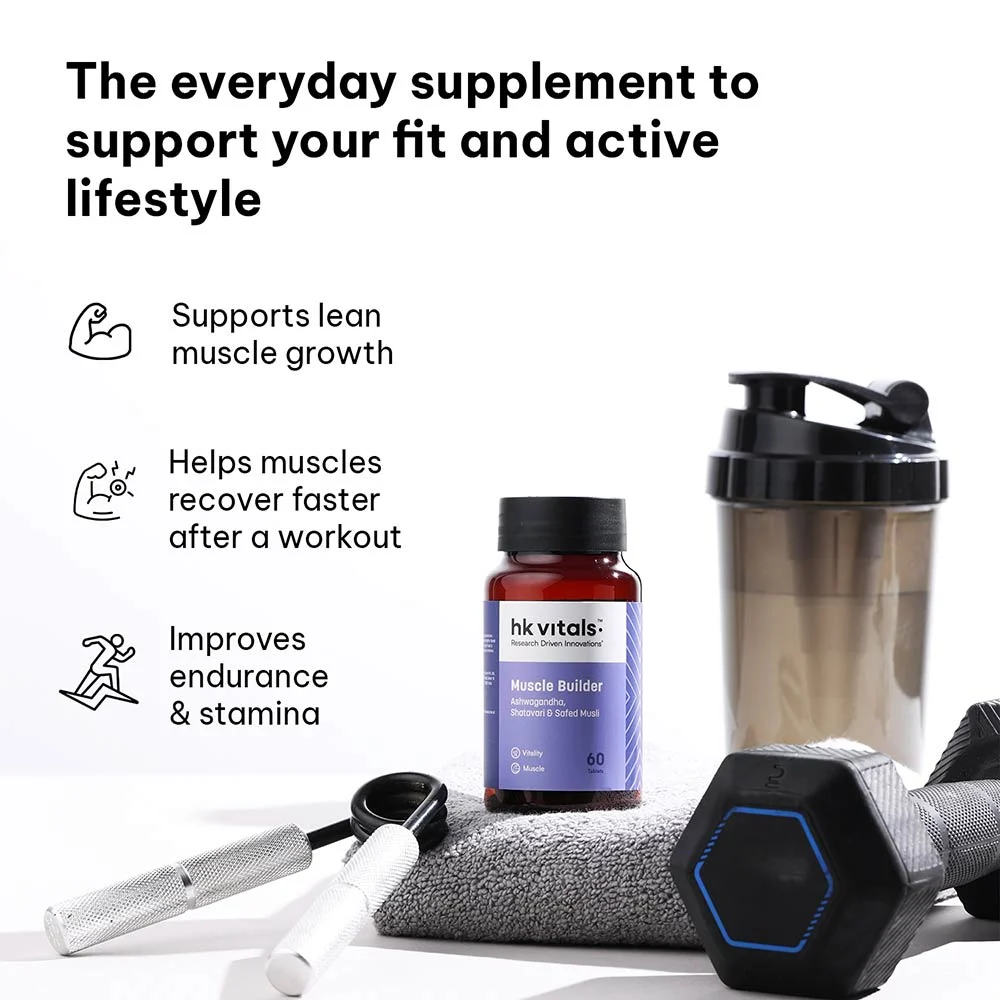 The everyday supplement to
support your fit and active
lifestyle
Supports lean
muscle growth
Helps muscles
recover faster
after a workout
Improves
endurance
& stamina
hk vitals™
Research Driven Innovations
Muscle Builder
Ashwagandha,
Shatavari & Safed Musli
Vitality
Muscle
60
Tablets